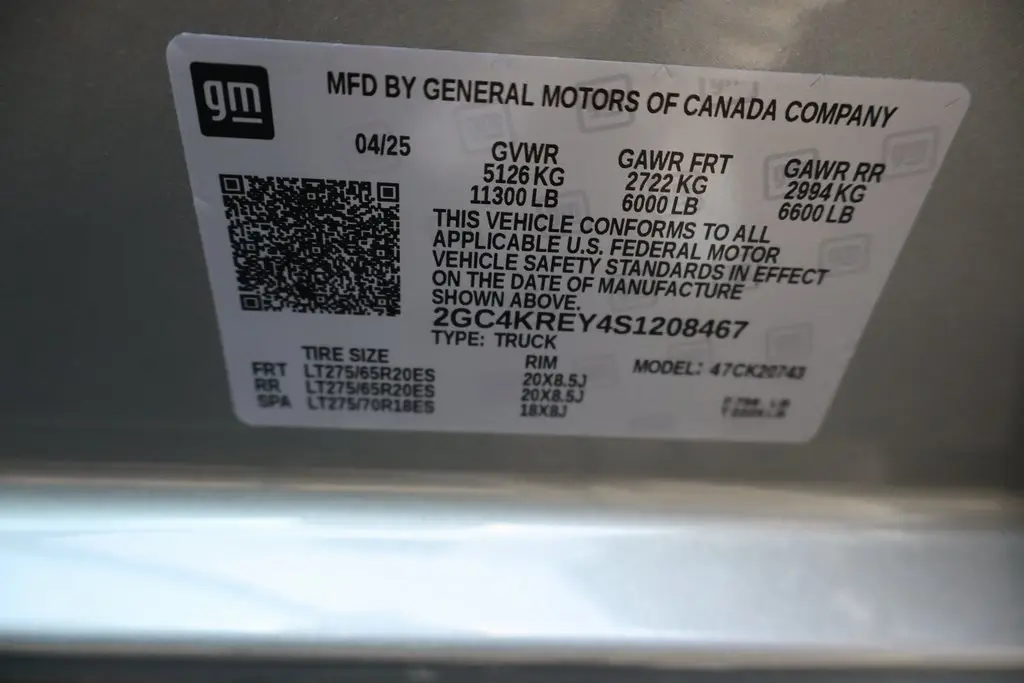 gm
MFD BY GENERAL MOTORS OF CANADA COMPANY
04/25
GVWR GAWR FRT GAWR RR
5126 KG 2722 KG 2994 KG
11300 LB 6000 LB 6600 LB
THIS VEHICLE CONFORMS TO ALL
APPLICABLE U.S. FEDERAL MOTOR
VEHICLE SAFETY STANDARDS IN EFFECT
ON THE DATE OF MANUFACTURE
SHOWN ABOVE.
2GC4KREY4S1208467
TYPE: TRUCK
TIRE SIZE RIM MODEL: 47CK20743
FRT LT275/65R20ES 20X8.5J
RR LT275/65R20ES 20X8.5J
SPA LT275/70R18ES 18X8J